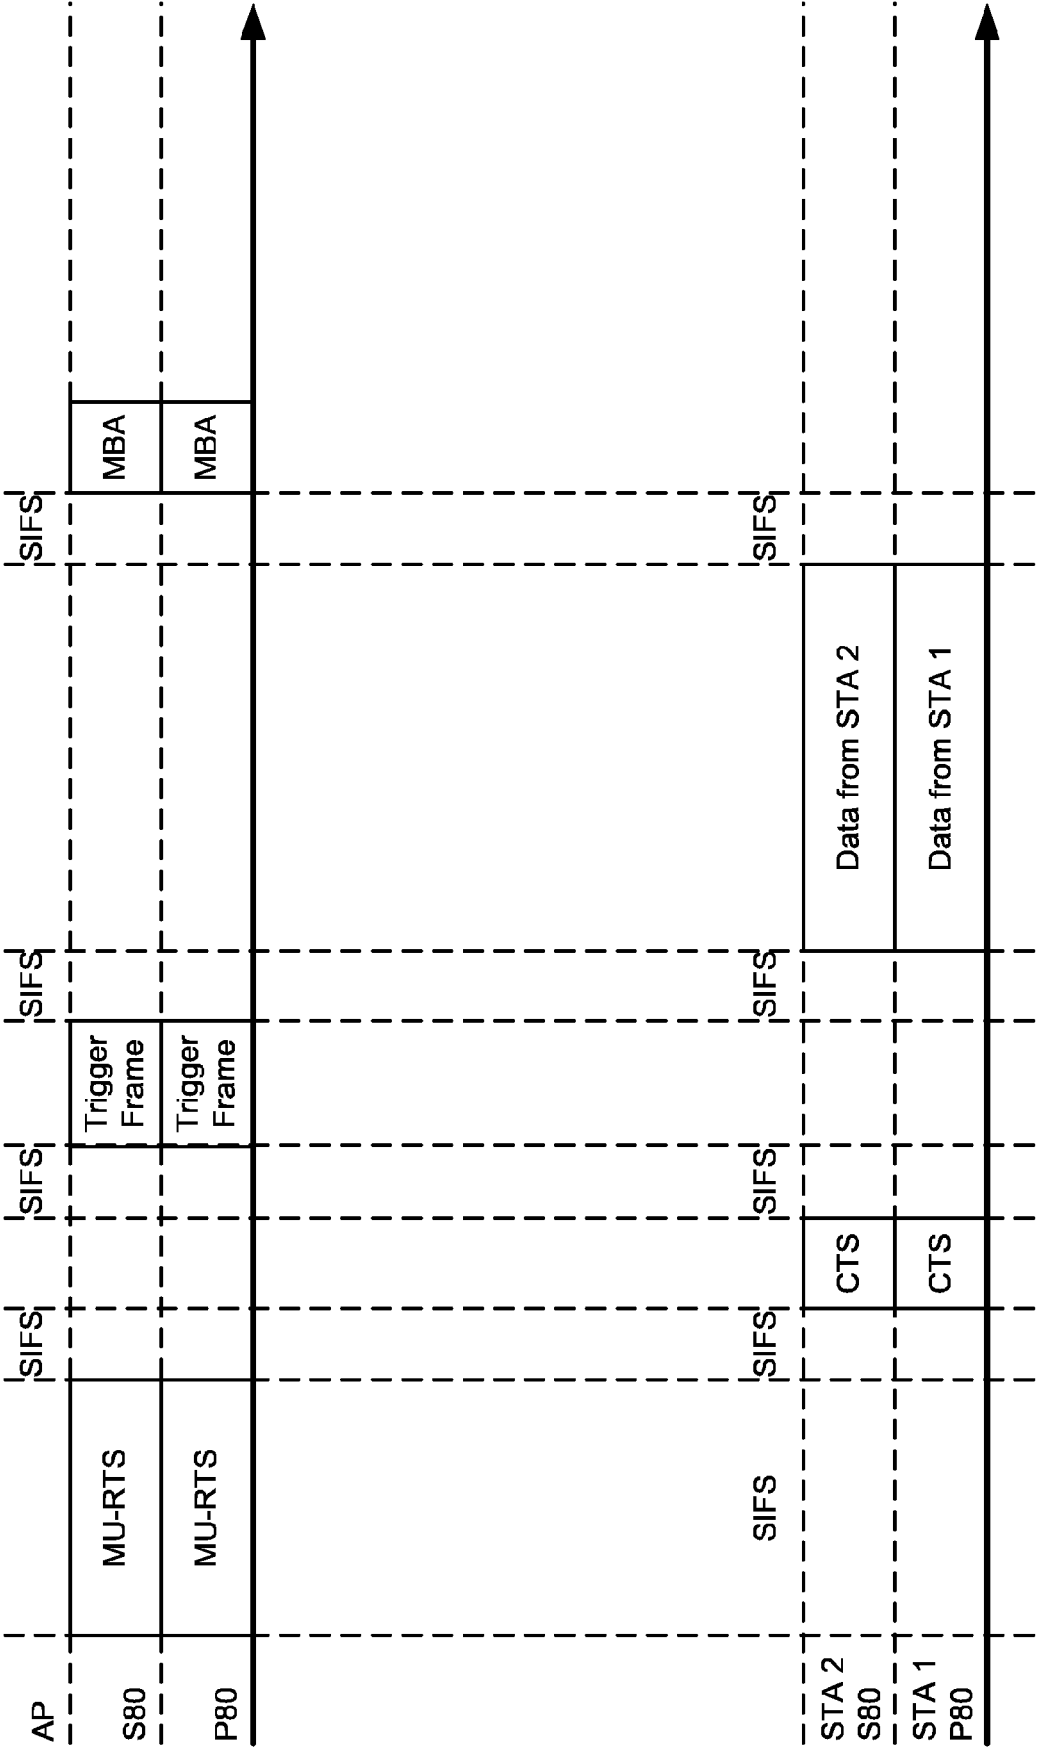 AP
SIFS
SIFS
SIFS
SIFS
S80
MU-RTS
Trigger
Frame
MBA
P80
MU-RTS
Trigger
Frame
MBA
SIFS
SIFS
SIFS
SIFS
SIFS
STA 2
S80
CTS
Data from STA 2
STA 1
P80
CTS
Data from STA 1